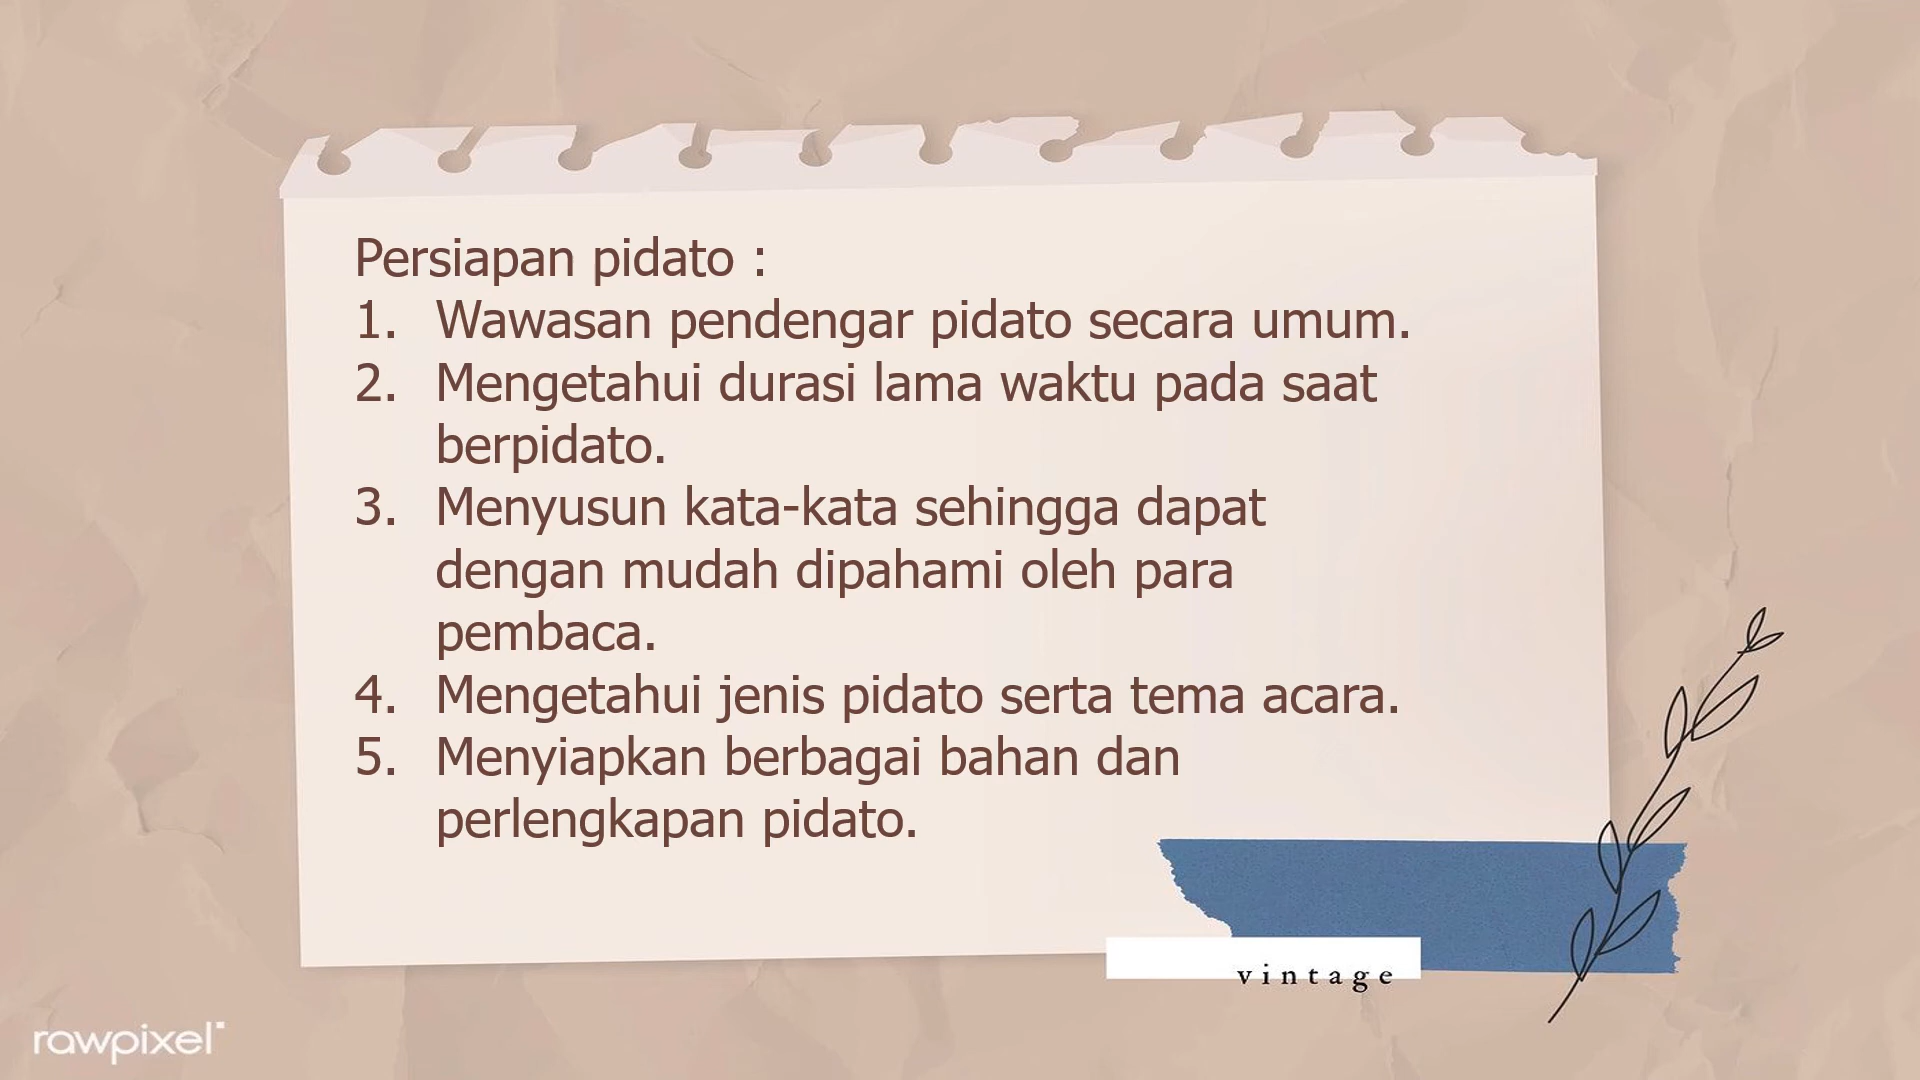 Persiapan pidato :
1. Wawasan pendengar pidato secara umum.
2. Mengetahui durasi lama waktu pada saat
berpidato.
3. Menyusun kata-kata sehingga dapat
dengan mudah dipahami oleh para
pembaca.
4. Mengetahui jenis pidato serta tema acara.
5. Menyiapkan berbagai bahan dan
perlengkapan pidato.
vintage
rawpixel